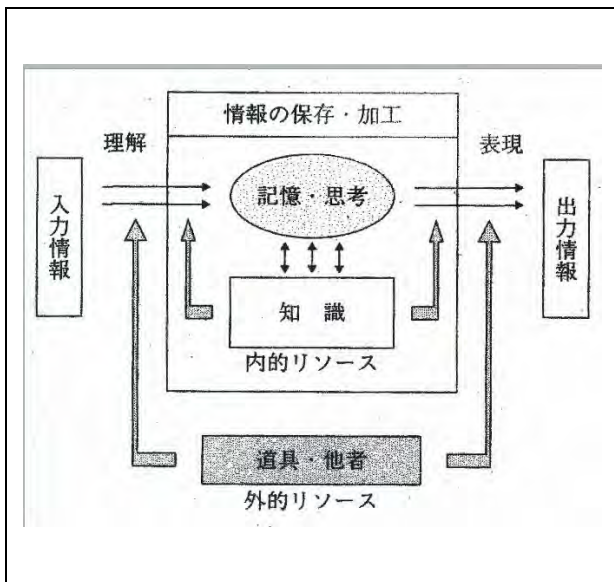 情報の保存・加工
理解
表現
入力情報
記憶・思考
出力情報
知 識
内的リソース
道具・他者
外的リソース